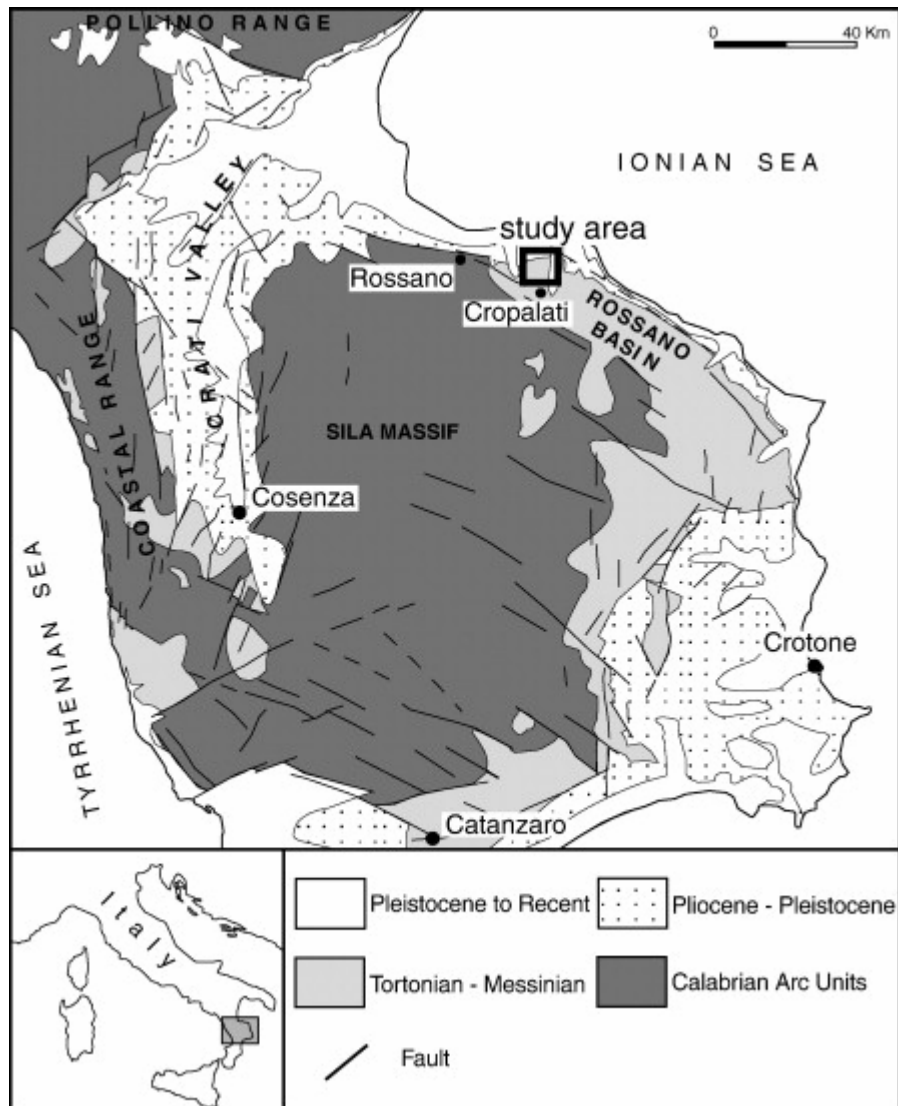 POLLINO RANGE
0 40 Km
IONIAN SEA
CRATI VALLEY
study area
Rossano
Cropalati
ROSSANO
BASIN
COASTAL RANGE
SILA MASSIF
Cosenza
TYRRHENIAN SEA
Crotone
Catanzaro
Italy
Pleistocene to Recent
Pliocene - Pleistocene
Tortonian - Messinian
Calabrian Arc Units
Fault